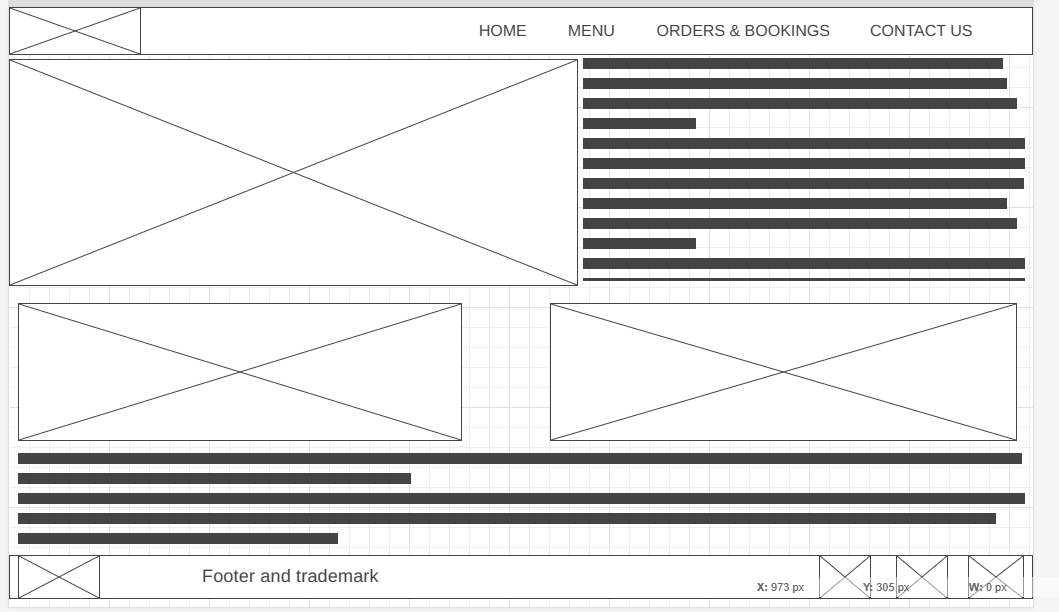 HOME MENU ORDERS & BOOKINGS CONTACT US
Footer and trademark
X: 973 px Y: 305 px W: 0 px